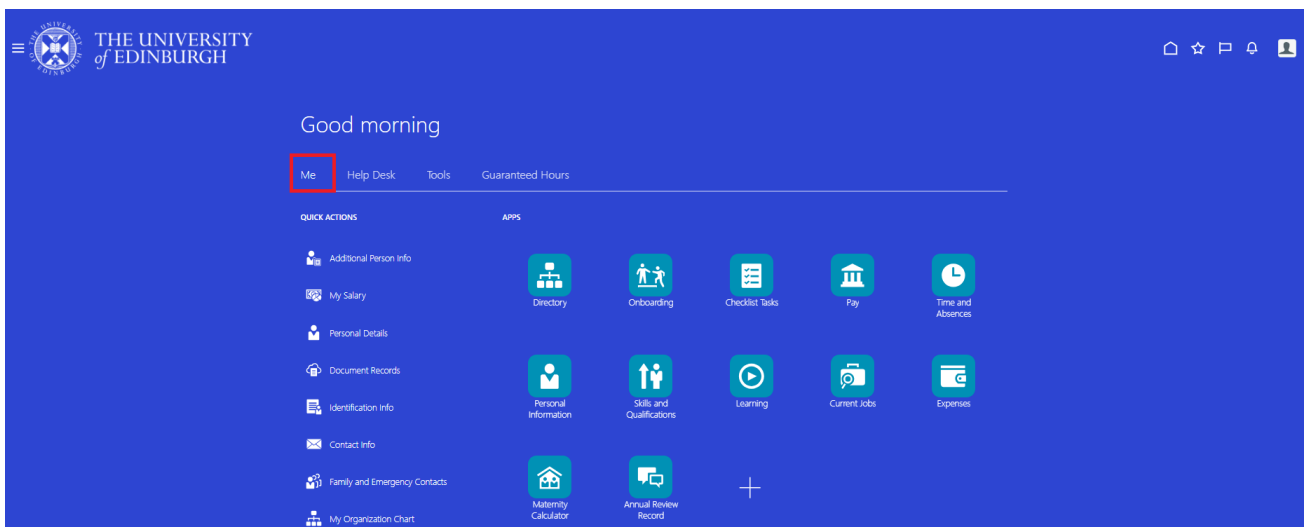 THE UNIVERSITY
of EDINBURGH
Good morning
Me Help Desk Tools Guaranteed Hours
QUICK ACTIONS
APPS
Additional Person Info
My Salary
Personal Details
Document Records
Identification Info
Contact Info
Family and Emergency Contacts
My Organization Chart
Directory
Onboarding
Checklist Tasks
Pay
Time and
Absences
Personal
Information
Skills and
Qualifications
Learning
Current Jobs
Expenses
Maternity
Calculator
Annual Review
Record